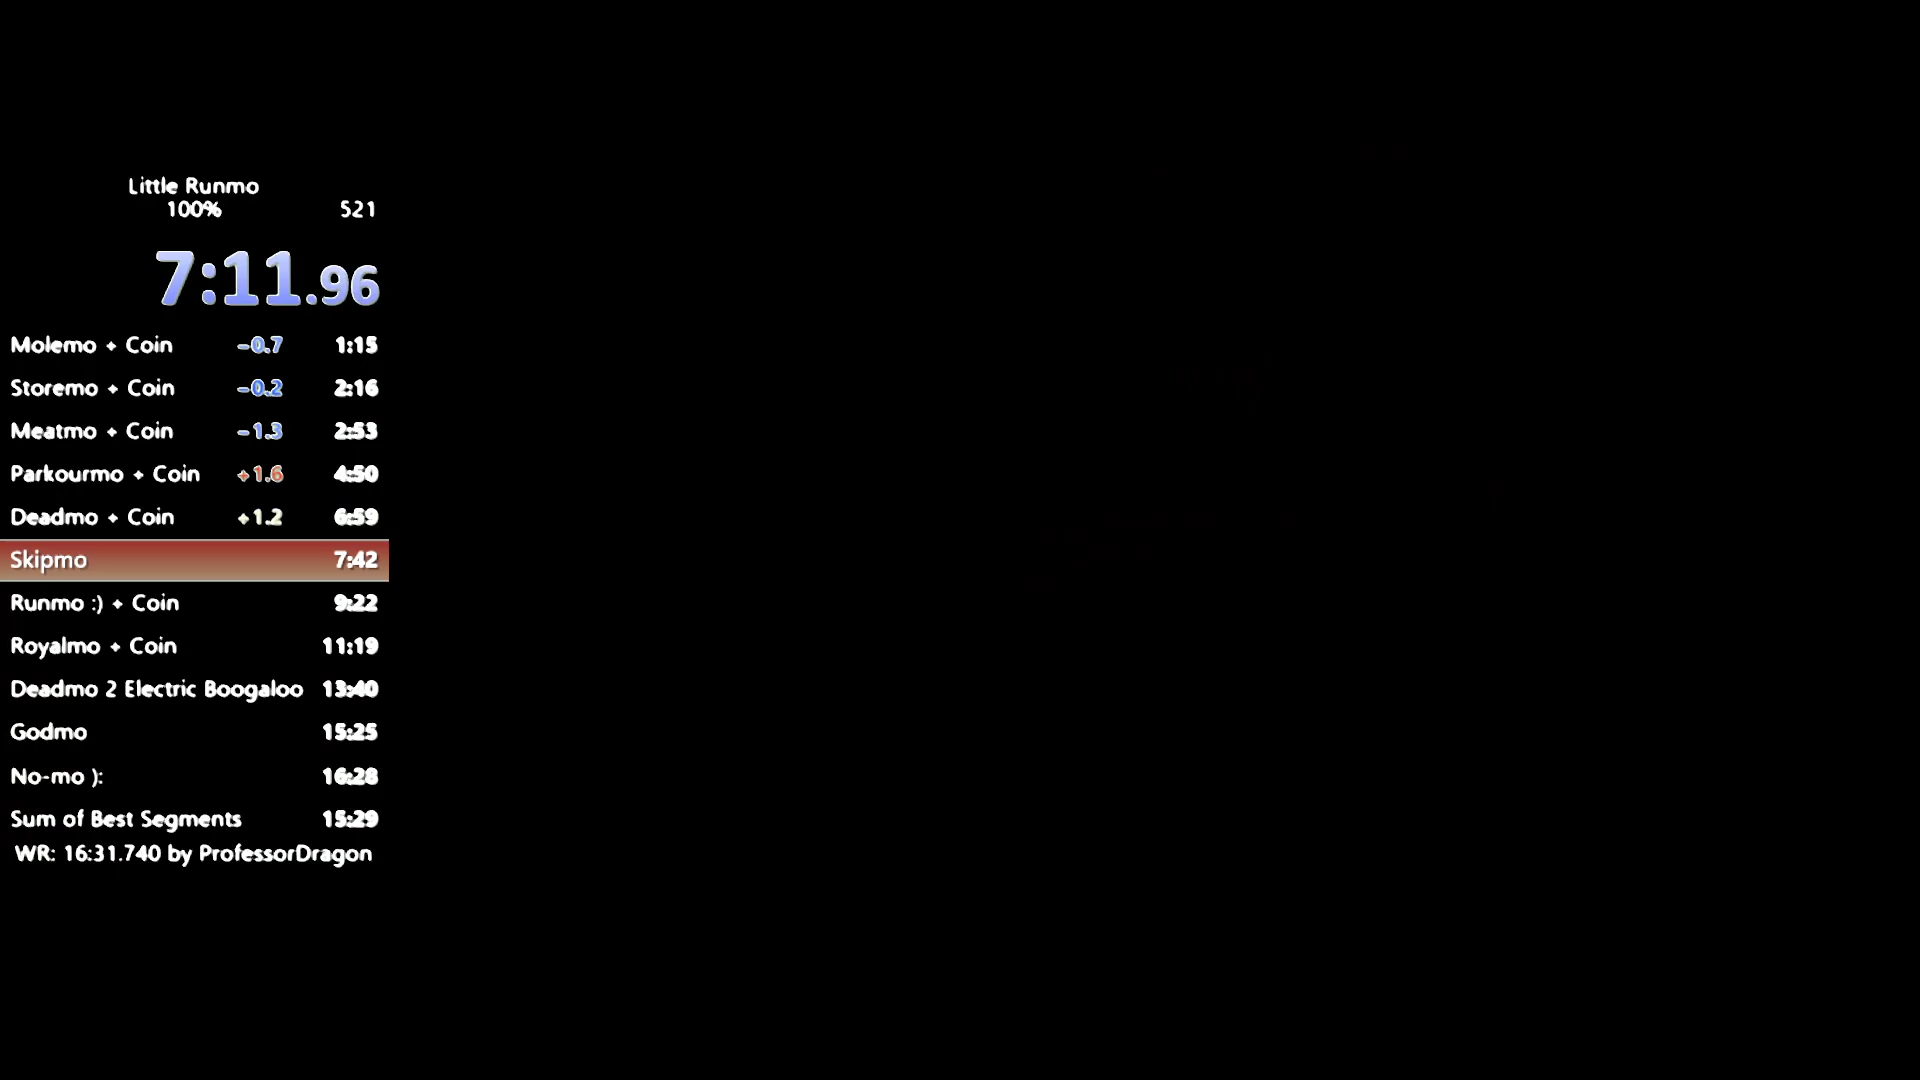 Little Runmo
100% 521
7:11.96
Molemo + Coin -0.7 1:15
Storemo + Coin -0.2 2:16
Meatmo + Coin -1.3 2:53
Parkourmo + Coin +1.6 4:50
Deadmo + Coin +1.2 6:59
Skipmo 7:42
Runmo :) + Coin 9:22
Royalmo + Coin 11:19
Deadmo 2 Electric Boogaloo 13:40
Godmo 15:25
No-mo ): 16:28
Sum of Best Segments 15:29
WR: 16:31.740 by ProfessorDragon